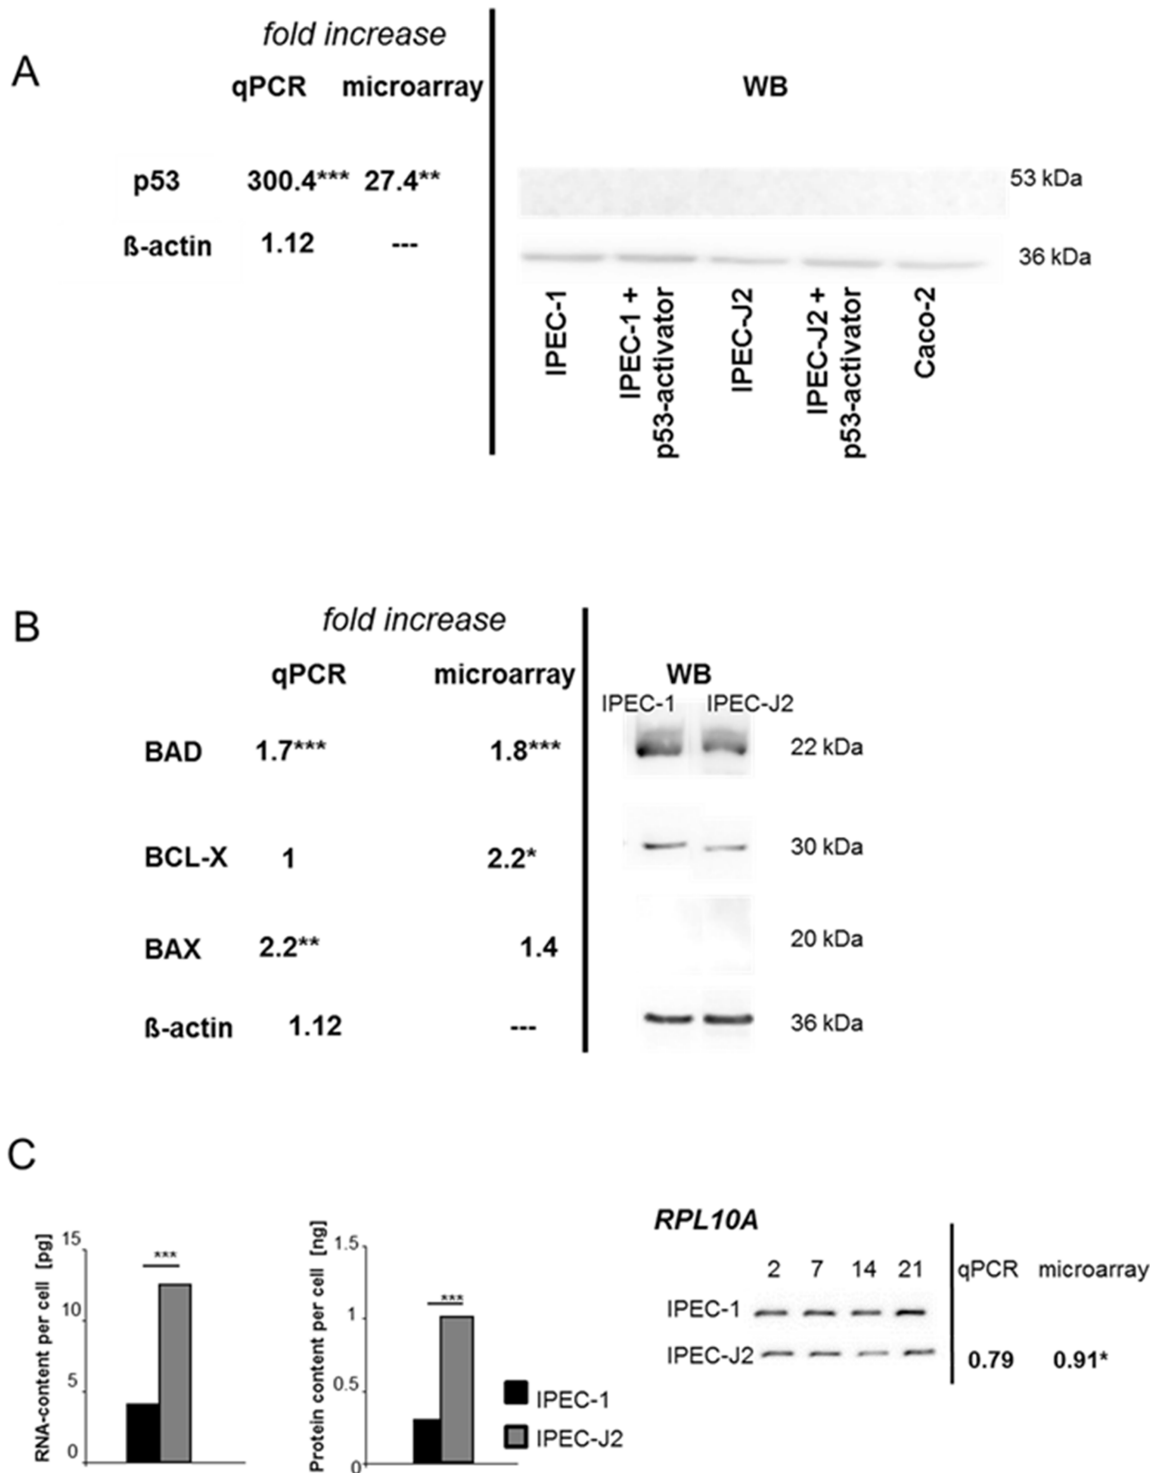 A
fold increase
qPCR microarray WB
p53 300.4*** 27.4** 53 kDa
ß-actin 1.12 --- 36 kDa
IPEC-1
IPEC-1 +
p53-activator
IPEC-J2
IPEC-J2 +
p53-activator
Caco-2
B
fold increase
qPCR microarray WB
IPEC-1 IPEC-J2
BAD 1.7*** 1.8*** 22 kDa
BCL-X 1 2.2* 30 kDa
BAX 2.2** 1.4 20 kDa
ß-actin 1.12 --- 36 kDa
C
RNA-content per cell [pg]
15
10
5
0
***
Protein content per cell [ng]
1.5
1
0.5
0
***
IPEC-1
IPEC-J2
RPL10A
2 7 14 21 qPCR microarray
IPEC-1
IPEC-J2 0.79 0.91*